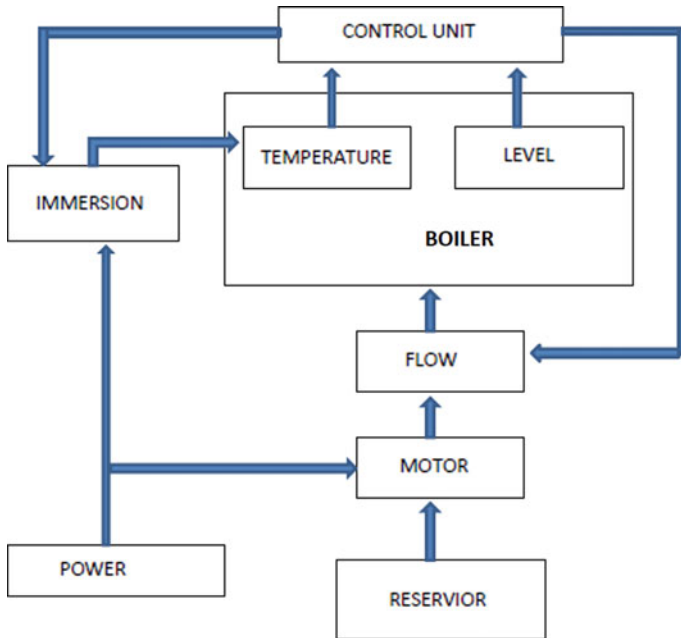 CONTROL UNIT
TEMPERATURE
LEVEL
IMMERSION
BOILER
FLOW
MOTOR
POWER
RESERVIOR